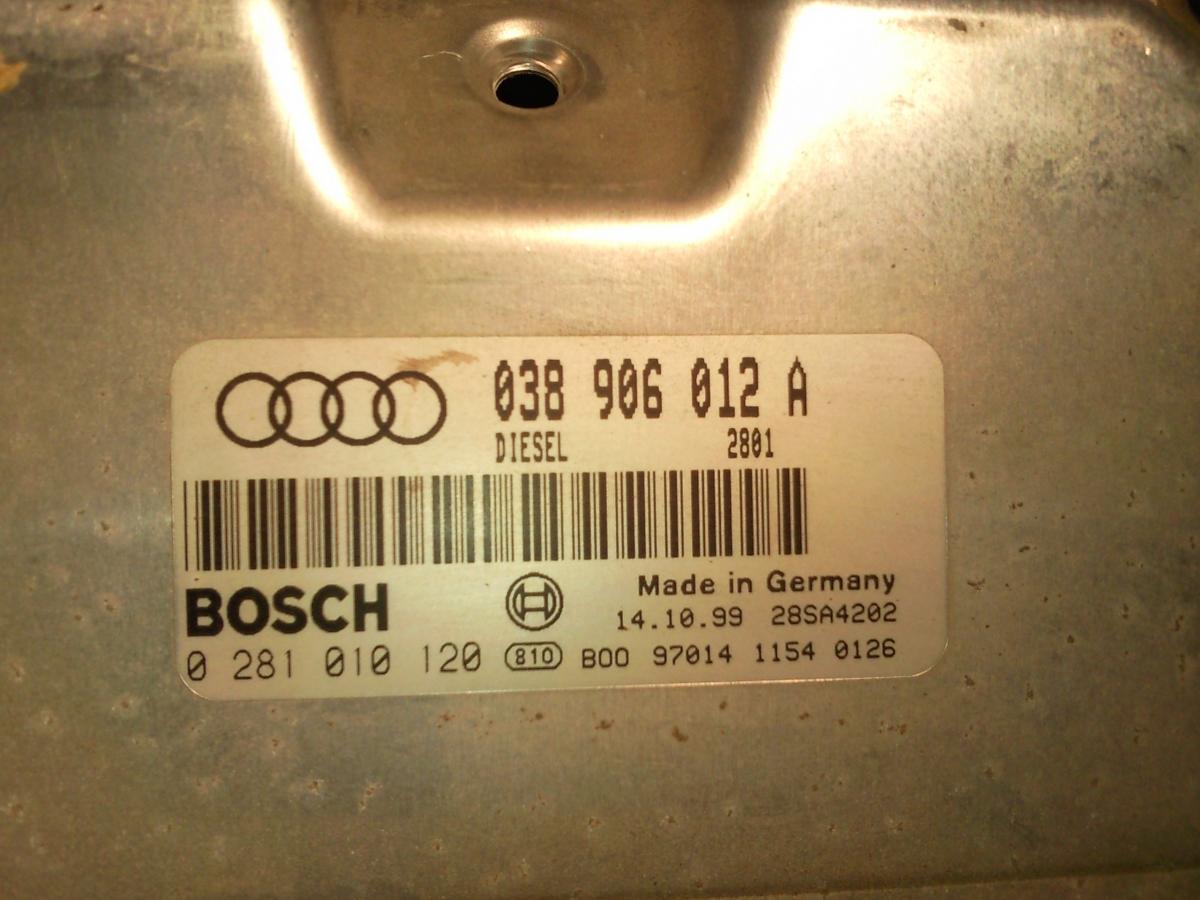 038 906 012 A
DIESEL 2801
BOSCH
Made in Germany
14.10.99 28SA4202
0 281 010 120 810 B00 97014 1154 0126